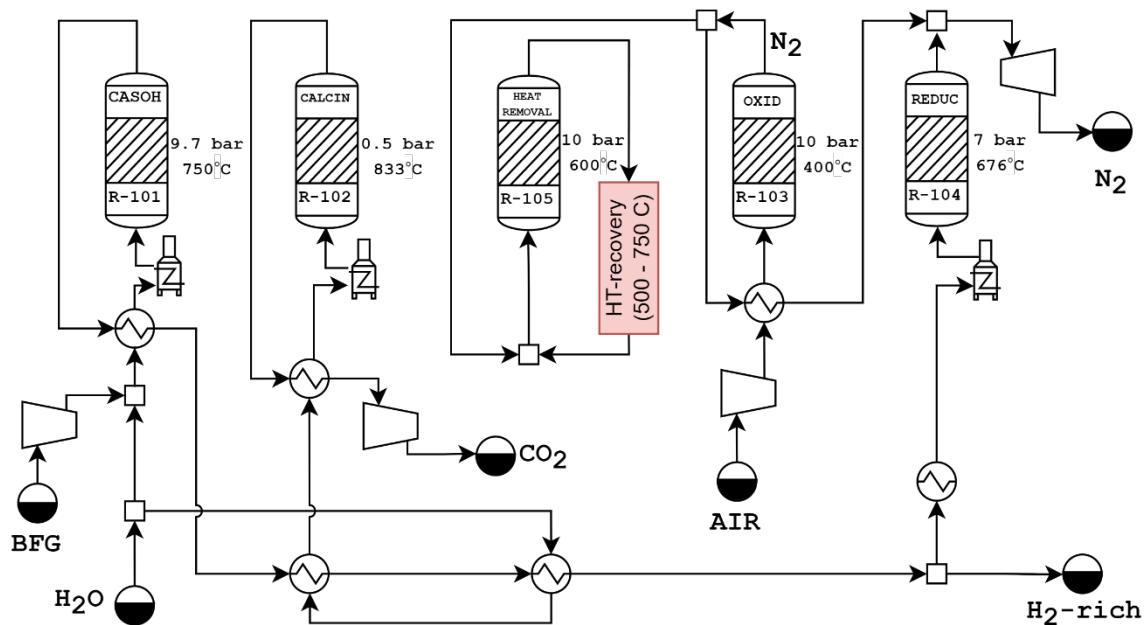 CASOH
R-101
9.7 bar
750°C
CALCIN
R-102
0.5 bar
833°C
HEAT
REMOVAL
R-105
10 bar
600°C
HT-recovery
(500 - 750 C)
N₂
OXID
R-103
10 bar
400°C
REDUC
R-104
7 bar
676°C
N₂
BFG
H₂O
CO₂
AIR
H₂-rich